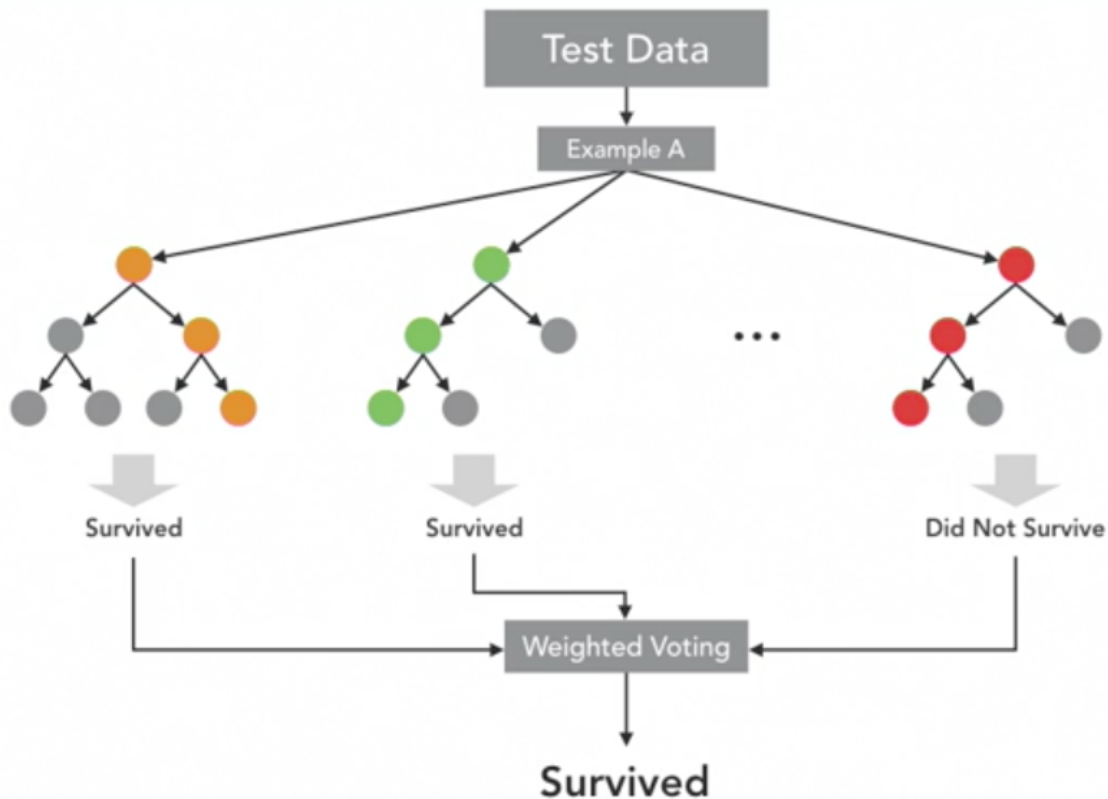 Test Data
Example A
...
Survived
Survived
Did Not Survive
Weighted Voting
Survived